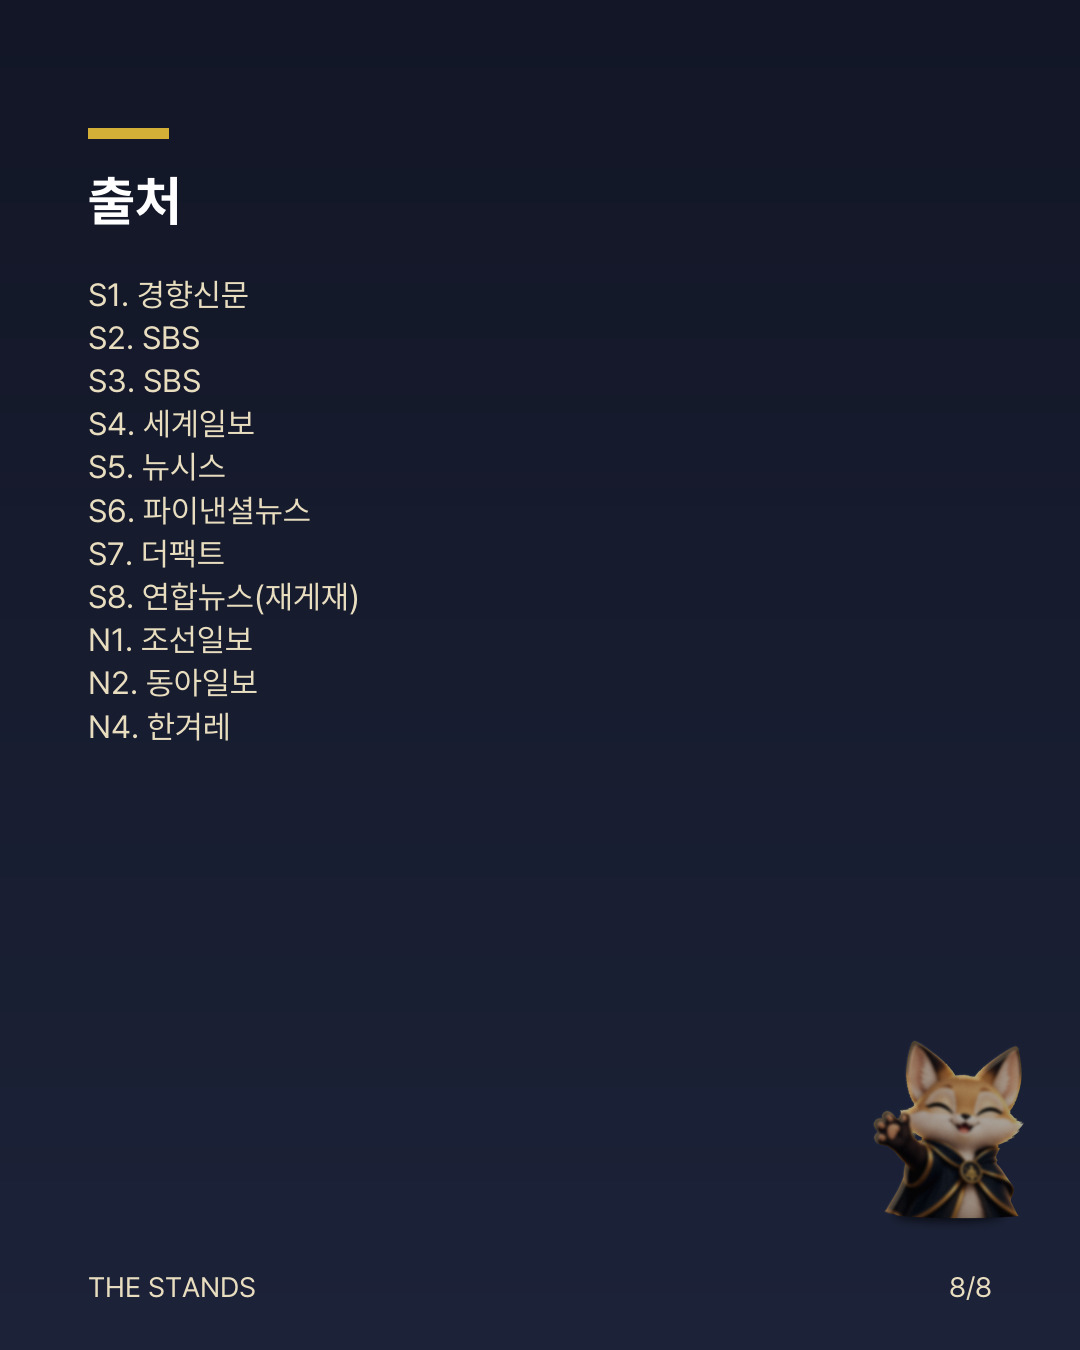 출처
S1. 경향신문
S2. SBS
S3. SBS
S4. 세계일보
S5. 뉴시스
S6. 파이낸셜뉴스
S7. 더팩트
S8. 연합뉴스(재게재)
N1. 조선일보
N2. 동아일보
N4. 한겨레
THE STANDS
8/8